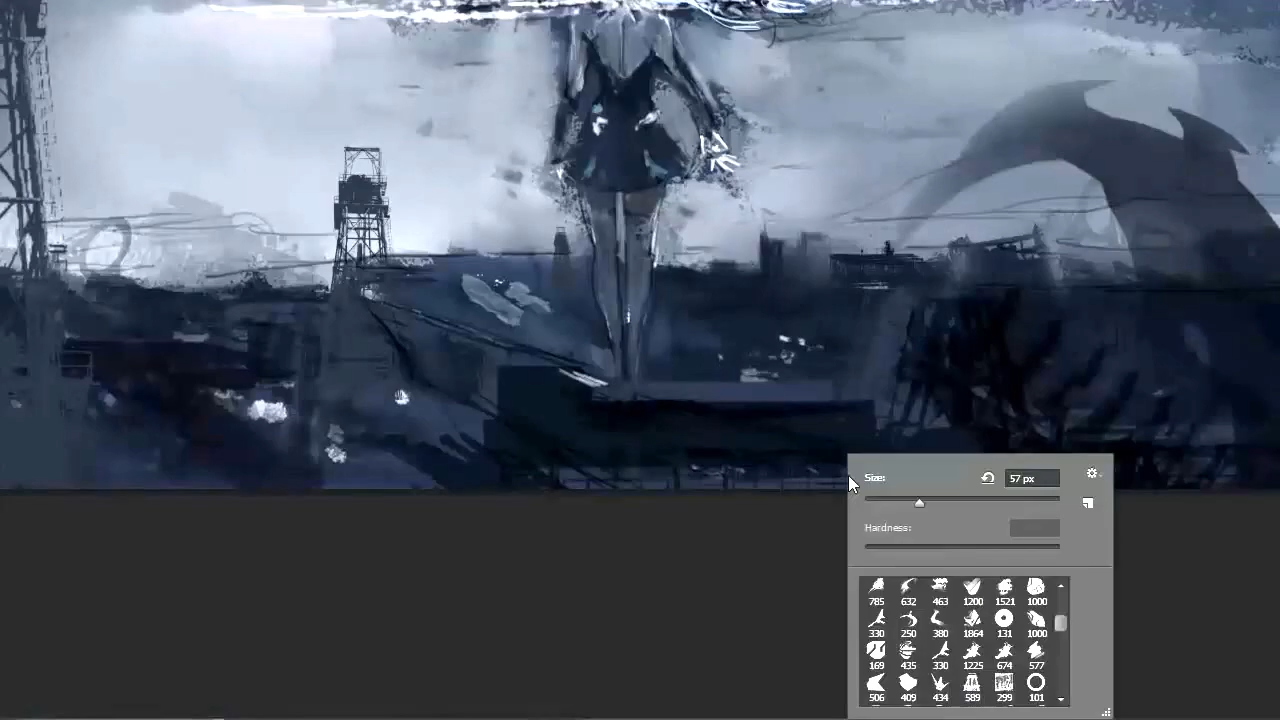 Size:
57 px
Hardness:
785 632 463 1200 1521 1000
330 250 380 1864 131 1000
169 435 330 1225 674 577
506 409 434 589 299 101